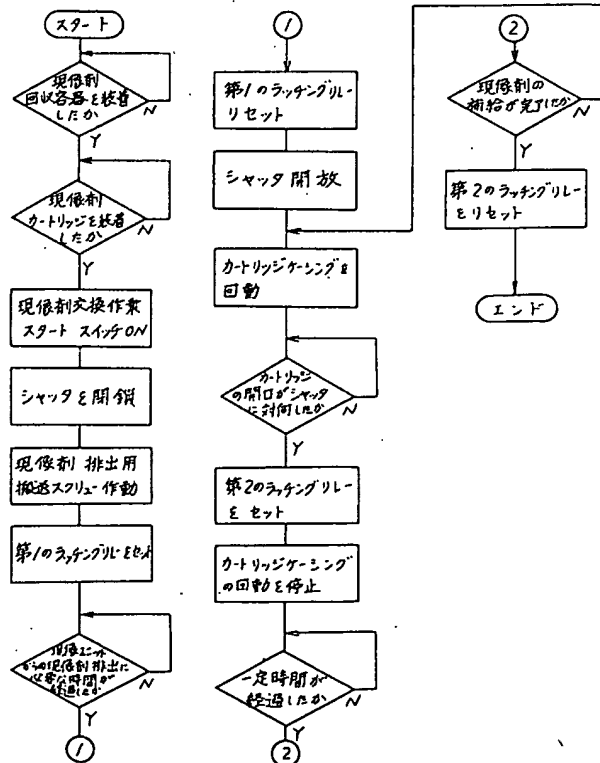 スタート
現像剤
回収容器を装着
したか
N
Y
現像剤
カートリッジを装着
したか
N
Y
現像剤交換作業
スタート スイッチON
シャッタを閉鎖
現像剤 排出用
搬送スクリュー作動
第1のラッチングリレーをセット
現像ユニット
からの現像剤排出に
必要な時間が
経過したか
N
Y
1
1
第1のラッチングリレー
リセット
シャッタ 開放
カートリッジケーシングを
回動
カートリッジ
の開口がシャッタ
に対向したか
N
Y
第2のラッチングリレー
を セット
カートリッジケーシング
の回動を停止
一定時間が
経過したか
N
Y
2
2
現像剤の
補給が完了したか
N
Y
第2のラッチングリレー
をリセット
エンド